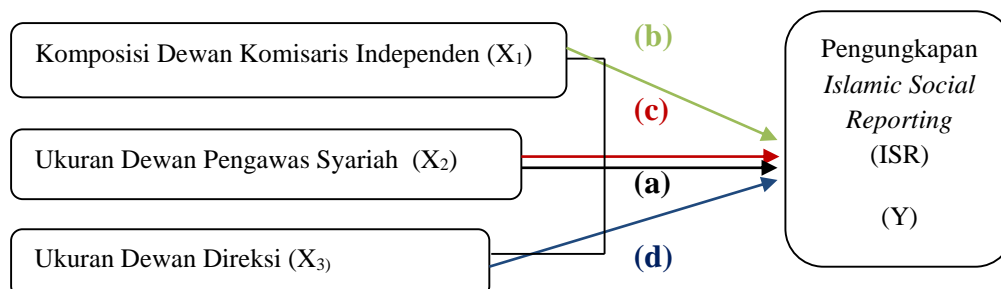 Komposisi Dewan Komisaris Independen (X1)
Ukuran Dewan Pengawas Syariah (X2)
Ukuran Dewan Direksi (X3)
(b)
(c)
(a)
(d)
Pengungkapan
Islamic Social
Reporting
(ISR)
(Y)